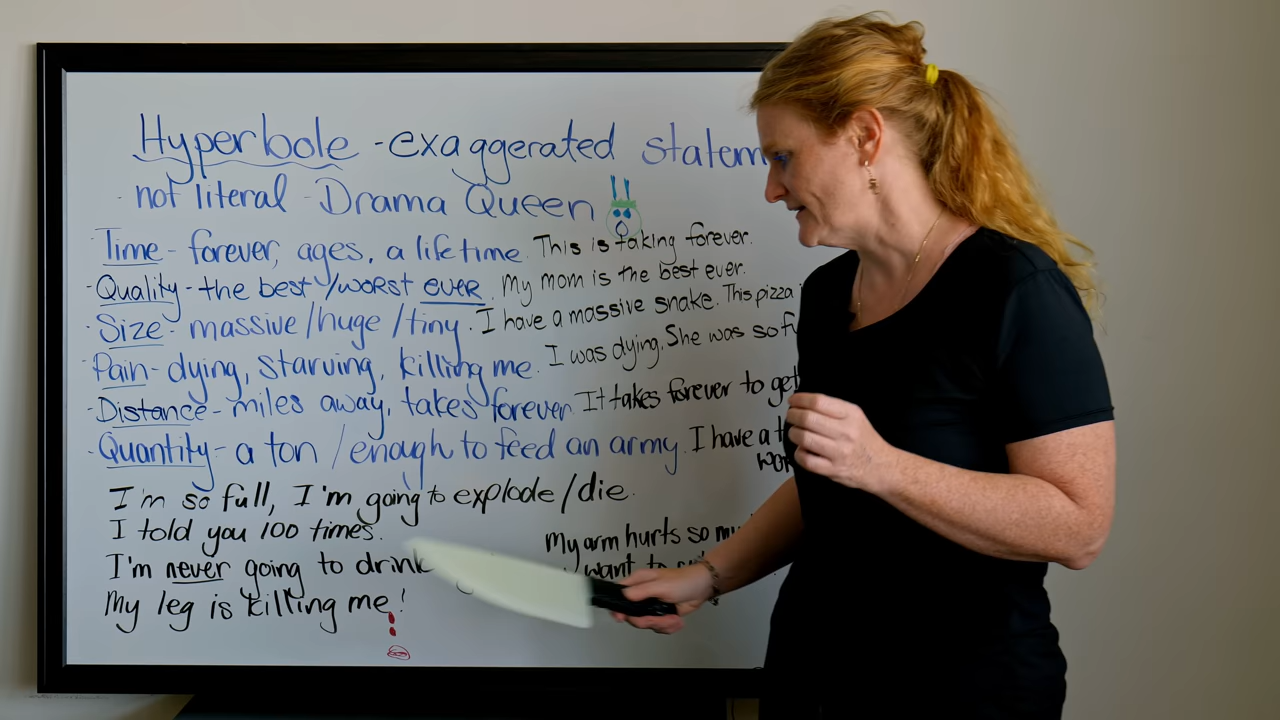 Hyperbole - exaggerated statem
· not literal - Drama Queen
· Time - forever, ages, a lifetime. This is taking forever.
· Quality - the best/worst ever. My mom is the best ever.
· Size - massive/huge/tiny. I have a massive snake. This pizza
· Pain - dying, starving, killing me. I was dying. She was so
· Distance - miles away, takes forever. It takes forever to get
· Quantity - a ton/enough to feed an army. I have a
I'm so full, I'm going to explode/die.
I told you 100 times.
I'm never going to drink
My leg is killing me!
My arm hurts so
want to